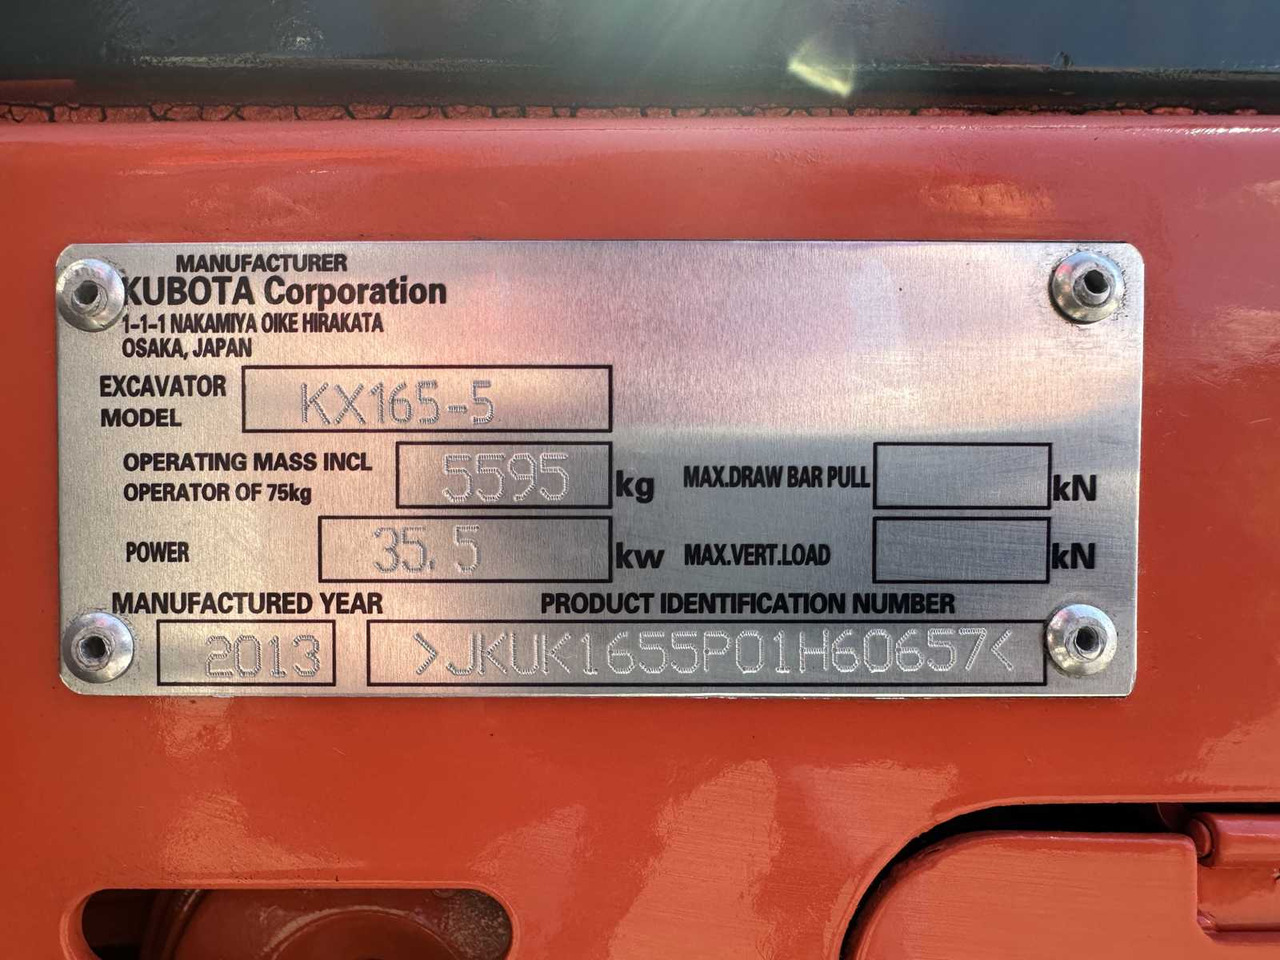 MANUFACTURER
KUBOTA Corporation
1-1-1 NAKAMIYA OIKE HIRAKATA
OSAKA, JAPAN
EXCAVATOR MODEL KX165-5
OPERATING MASS INCL OPERATOR OF 75kg 5595 kg
MAX.DRAW BAR PULL kN
POWER 35.5 kw
MAX.VERT.LOAD kN
MANUFACTURED YEAR
PRODUCT IDENTIFICATION NUMBER
2013
>JKUK1655P01H60657<